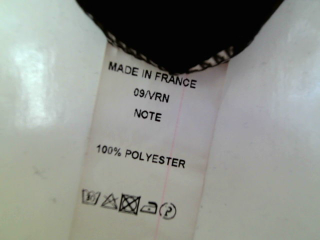 MADE IN FRANCE
09/VRN
NOTE
100% POLYESTER